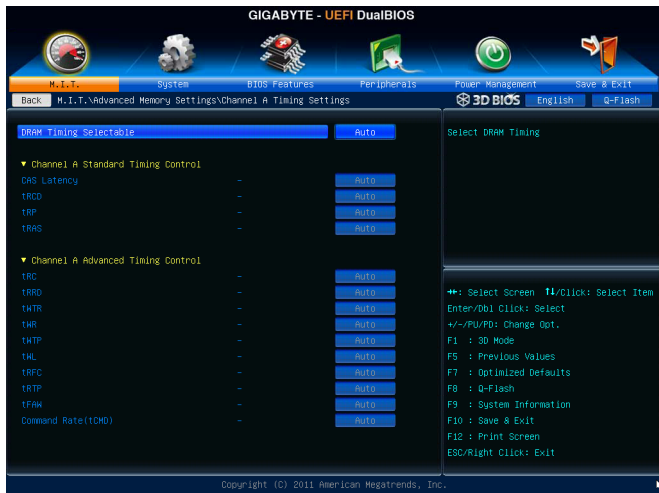 GIGABYTE - UEFI DualBIOS
M.I.T. System BIOS Features Peripherals Power Management Save & Exit
Back M.I.T.\Advanced Memory Settings\Channel A Timing Settings 3D BIOS English Q-Flash
DRAM Timing Selectable Auto
Select DRAM Timing
▼ Channel A Standard Timing Control
CAS Latency - Auto
tRCD - Auto
tRP - Auto
tRAS - Auto
▼ Channel A Advanced Timing Control
tRC - Auto
tRRD - Auto
tWTR - Auto
tWR - Auto
tWTP - Auto
tWL - Auto
tRFC - Auto
tRTP - Auto
tFAW - Auto
Command Rate(tCMD) - Auto
→←: Select Screen ↑↓/Click: Select Item
Enter/Dbl Click: Select
+/-/PU/PD: Change Opt.
F1 : 3D Mode
F5 : Previous Values
F7 : Optimized Defaults
F8 : Q-Flash
F9 : System Information
F10 : Save & Exit
F12 : Print Screen
ESC/Right Click: Exit
Copyright (C) 2011 American Megatrends, Inc.